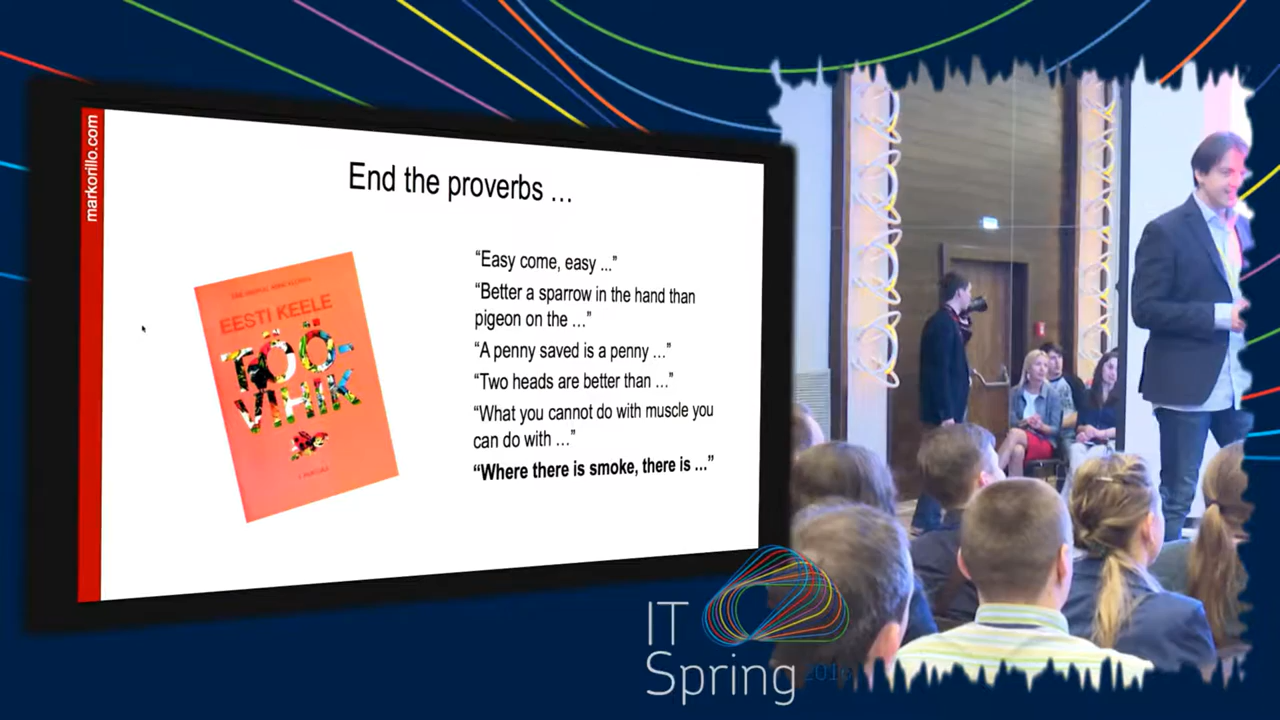 markorillo.com
End the proverbs ...
“Easy come, easy ...”
“Better a sparrow in the hand than
pigeon on the ...”
“A penny saved is a penny ...”
“Two heads are better than ...”
“What you cannot do with muscle you
can do with ...”
“Where there is smoke, there is ...”
EESTI KEELE
TÖÖ-
VIHIK
IT
Spring